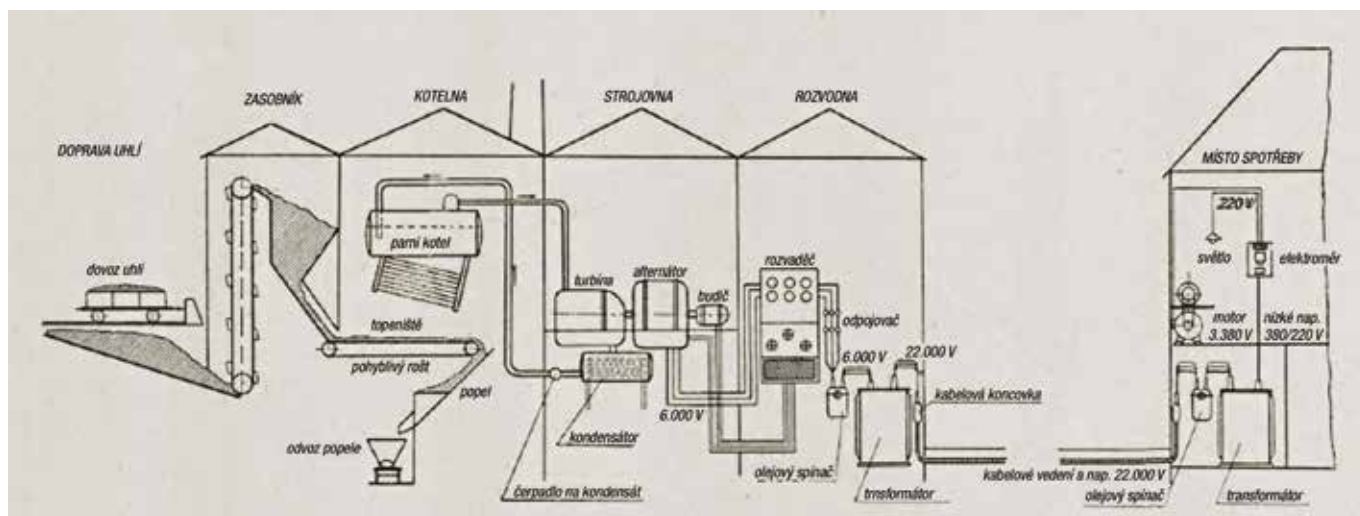 DOPRAVA UHLÍ
ZASOBNÍK
KOTELNA
STROJOVNA
ROZVODNA
MÍSTO SPOTŘEBY
dovoz uhlí
parní kotel
topeniště
pohyblivý rošt
popel
odvoz popele
turbína
alternátor
budič
kondensátor
čerpadlo na kondensát
6.000 V
rozvaděč
odpojovač
6.000 V
22.000 V
kabelová koncovka
olejový spínač
trnsformátor
kabelové vedení a nap. 22.000 V
220 V
světlo
elektroměr
motor
3.380 V
nízké nap.
380/220 V
olejový spínač
transformátor